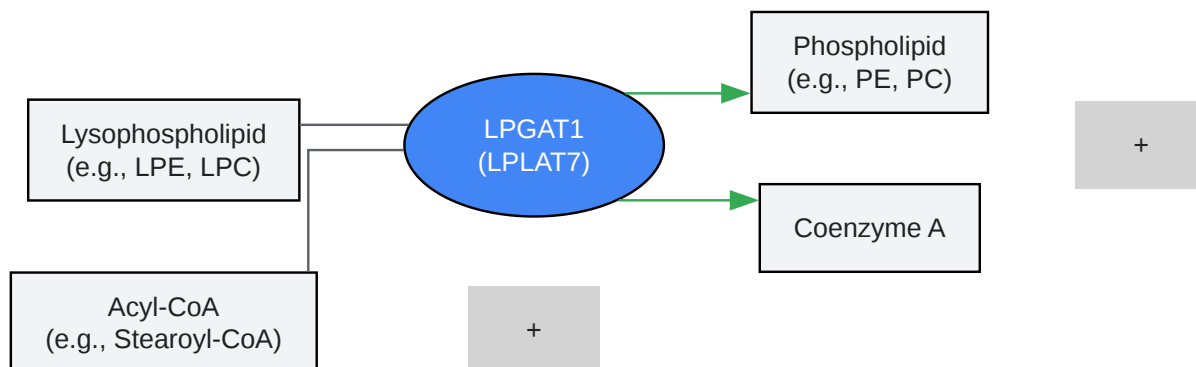 Lysophospholipid
(e.g., LPE, LPC)
Acyl-CoA
(e.g., Stearoyl-CoA)
LPGAT1
(LPLAT7)
+
Phospholipid
(e.g., PE, PC)
Coenzyme A
+